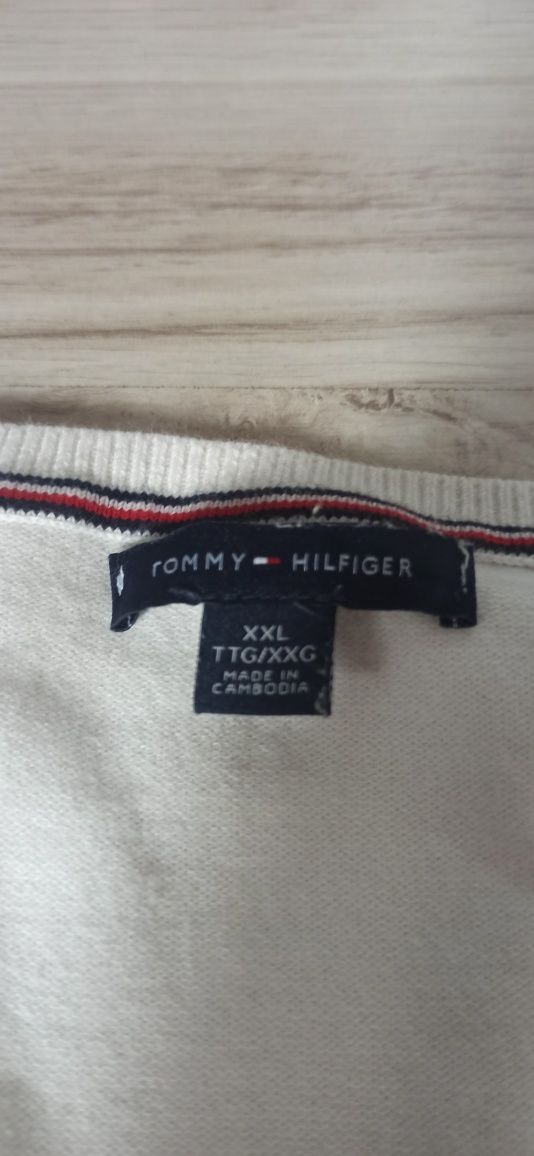 TOMMY HILFIGER
XXL
TTG/XXG
MADE IN
CAMBODIA